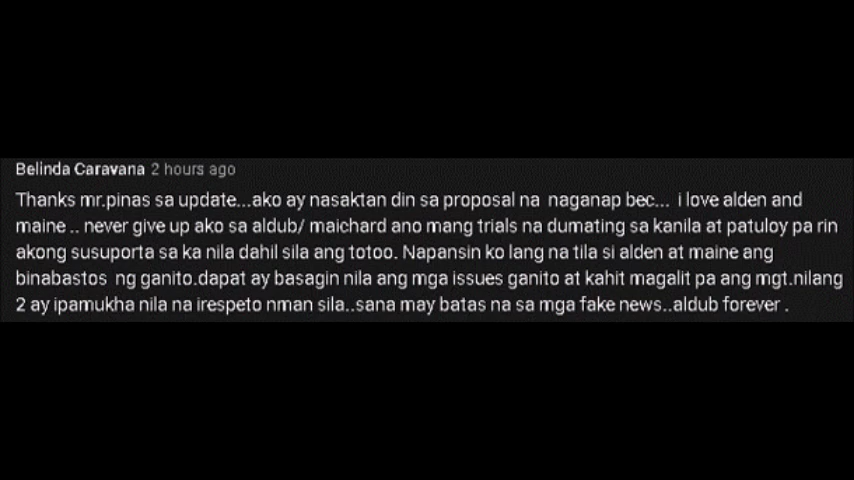 Belinda Caravana 2 hours ago
Thanks mr.pinas sa update...ako ay nasaktan din sa proposal na naganap bec... i love alden and
maine .. never give up ako sa aldub/ maichard ano mang trials na dumating sa kanila at patuloy pa rin
akong susuporta sa ka nila dahil sila ang totoo. Napansin ko lang na tila si alden at maine ang
binabastos ng ganito.dapat ay basagin nila ang mga issues ganito at kahit magalit pa ang mgt.nilang
2 ay ipamukha nila na irespeto nman sila..sana may batas na sa mga fake news..aldub forever .